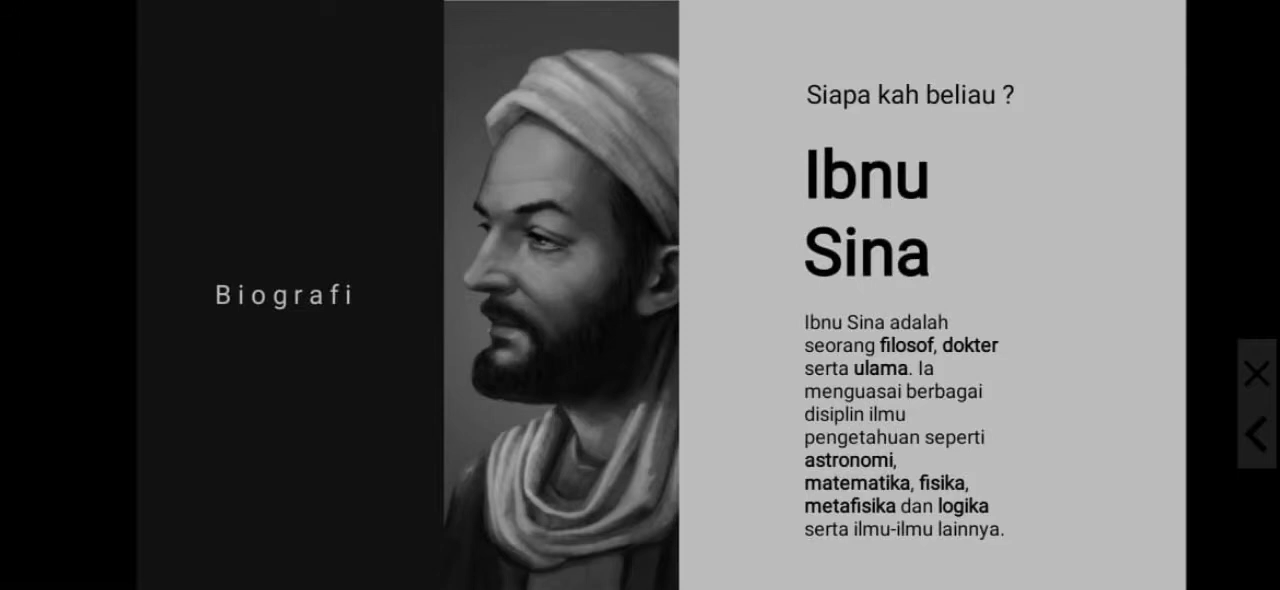 Biografi
Siapa kah beliau ?
Ibnu
Sina
Ibnu Sina adalah
seorang filosof, dokter
serta ulama. Ia
menguasai berbagai
disiplin ilmu
pengetahuan seperti
astronomi,
matematika, fisika,
metafisika dan logika
serta ilmu-ilmu lainnya.